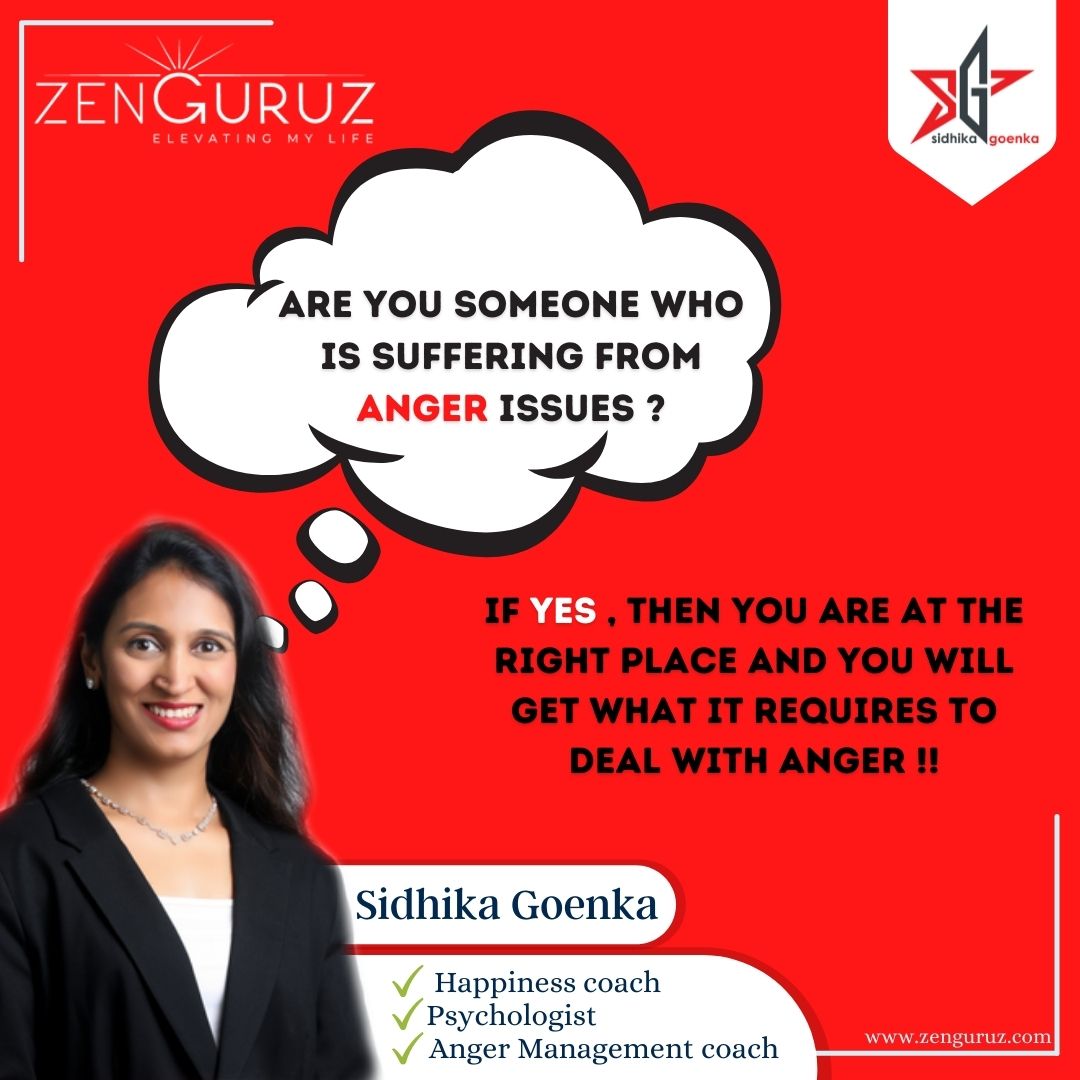 ZENGURUZ
ELEVATING MY LIFE
SG
sidhika goenka
ARE YOU SOMEONE WHO
IS SUFFERING FROM
ANGER ISSUES ?
IF YES , THEN YOU ARE AT THE
RIGHT PLACE AND YOU WILL
GET WHAT IT REQUIRES TO
DEAL WITH ANGER !!
Sidhika Goenka
Happiness coach
Psychologist
Anger Management coach
www.zenguruz.com